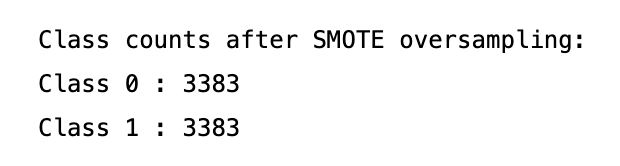 Class counts after SMOTE oversampling:
Class 0 : 3383
Class 1 : 3383